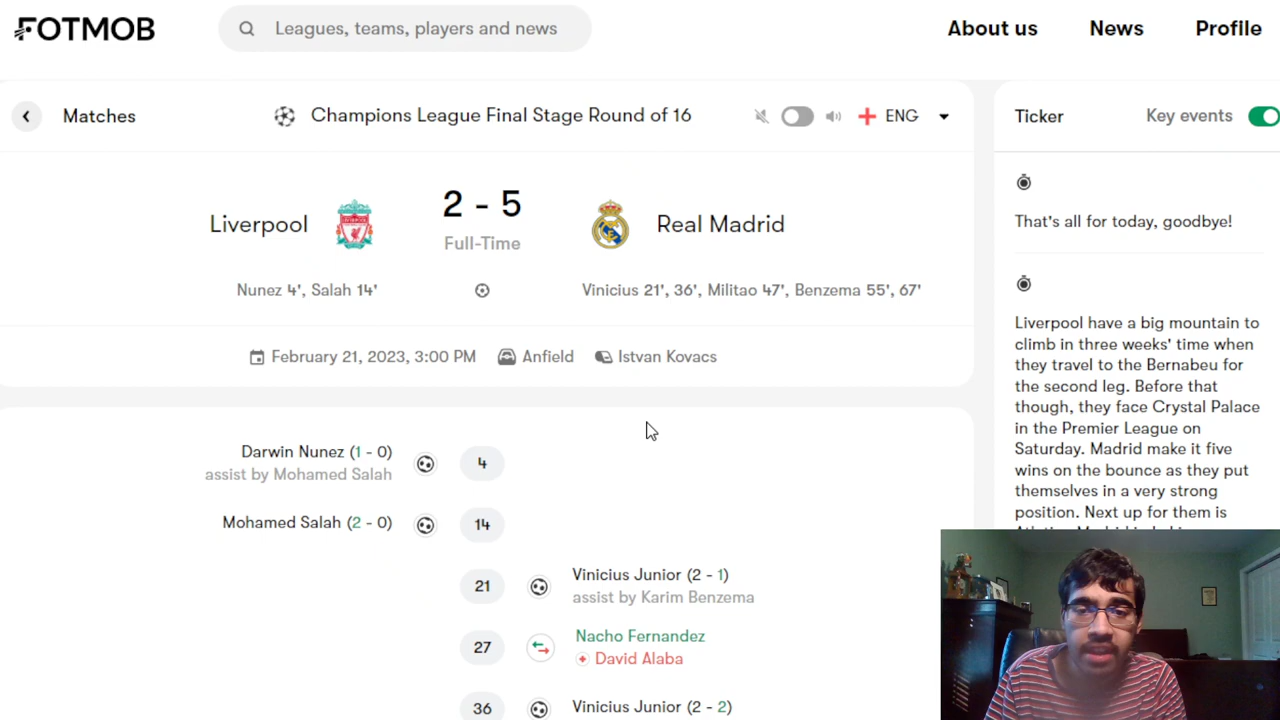 FOTMOB
Leagues, teams, players and news
About us
News
Profile
Matches
Champions League Final Stage Round of 16
ENG
Ticker
Key events
Liverpool
2 - 5
Full-Time
Real Madrid
Nunez 4', Salah 14'
Vinicius 21', 36', Militao 47', Benzema 55', 67'
February 21, 2023, 3:00 PM
Anfield
Istvan Kovacs
Darwin Nunez (1 - 0)
assist by Mohamed Salah
4
Mohamed Salah (2 - 0)
14
21
Vinicius Junior (2 - 1)
assist by Karim Benzema
27
Nacho Fernandez
David Alaba
36
Vinicius Junior (2 - 2)
That's all for today, goodbye!
Liverpool have a big mountain to
climb in three weeks' time when
they travel to the Bernabeu for
the second leg. Before that
though, they face Crystal Palace
in the Premier League on
Saturday. Madrid make it five
wins on the bounce as they put
themselves in a very strong
position. Next up for them is